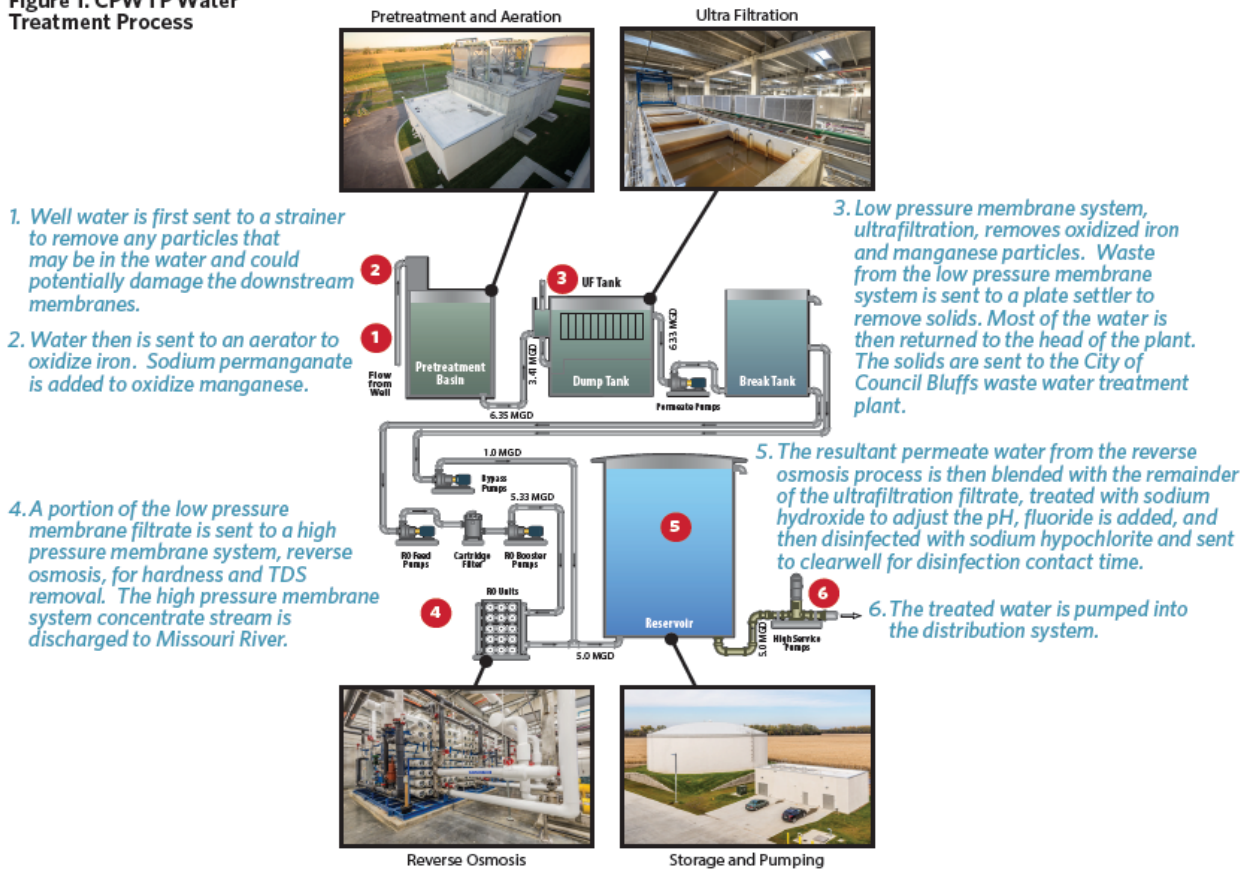 Figure 1. CPWTP Water
Treatment Process
Pretreatment and Aeration
Ultra Filtration
1. Well water is first sent to a strainer
to remove any particles that
may be in the water and could
potentially damage the downstream
membranes.
2. Water then is sent to an aerator to
oxidize iron. Sodium permanganate
is added to oxidize manganese.
3. Low pressure membrane system,
ultrafiltration, removes oxidized iron
and manganese particles. Waste
from the low pressure membrane
system is sent to a plate settler to
remove solids. Most of the water is
then returned to the head of the plant.
The solids are sent to the City of
Council Bluffs waste water treatment
plant.
2
1
Flow
from
Well
Pretreatment
Basin
6.35 MGD
3.41 MGD
3
UF Tank
Dump Tank
6.33 MGD
Permeate Pumps
Break Tank
1.0 MGD
Bypass
Pumps
5.33 MGD
RO Feed
Pumps
Cartridge
Filter
RO Booster
Pumps
4. A portion of the low pressure
membrane filtrate is sent to a high
pressure membrane system, reverse
osmosis, for hardness and TDS
removal. The high pressure membrane
system concentrate stream is
discharged to Missouri River.
4
RO Units
5.0 MGD
5
Reservoir
5. The resultant permeate water from the reverse
osmosis process is then blended with the remainder
of the ultrafiltration filtrate, treated with sodium
hydroxide to adjust the pH, fluoride is added, and
then disinfected with sodium hypochlorite and sent
to clearwell for disinfection contact time.
6
5.0 MGD
High Service
Pumps
6. The treated water is pumped into
the distribution system.
Reverse Osmosis
Storage and Pumping